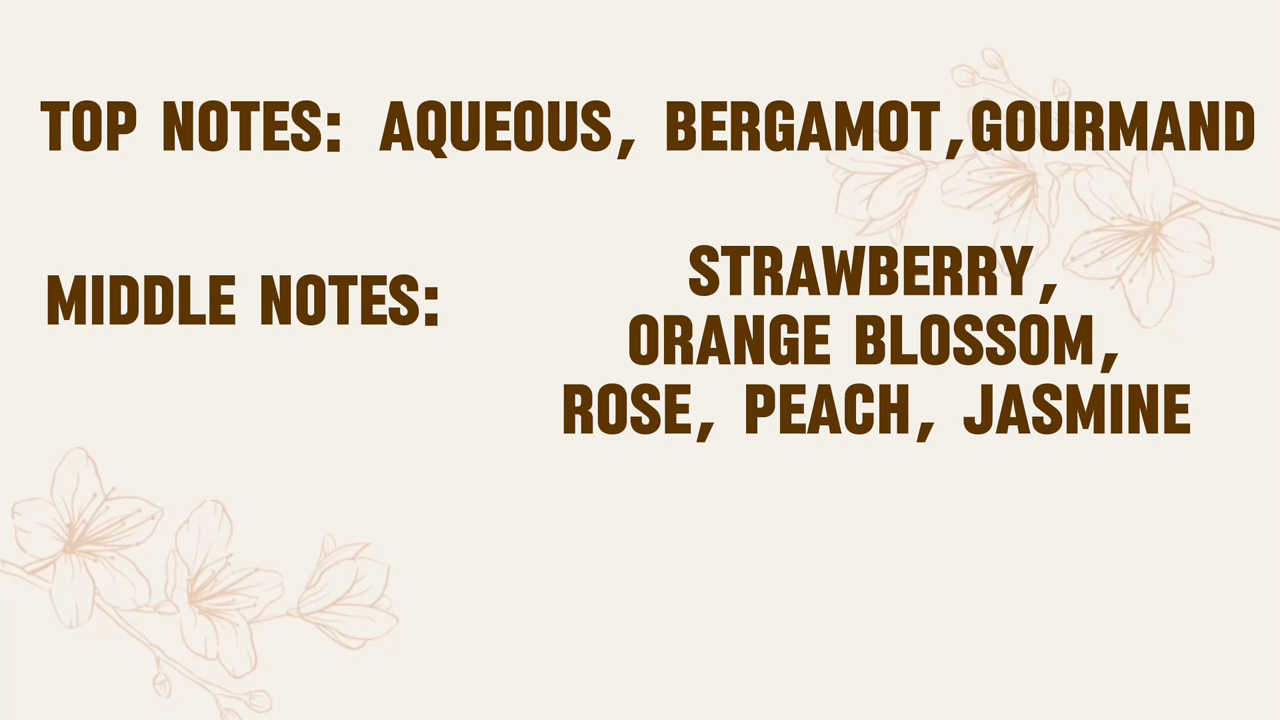 TOP NOTES: AQUEOUS, BERGAMOT,GOURMAND
MIDDLE NOTES:
STRAWBERRY,
ORANGE BLOSSOM,
ROSE, PEACH, JASMINE